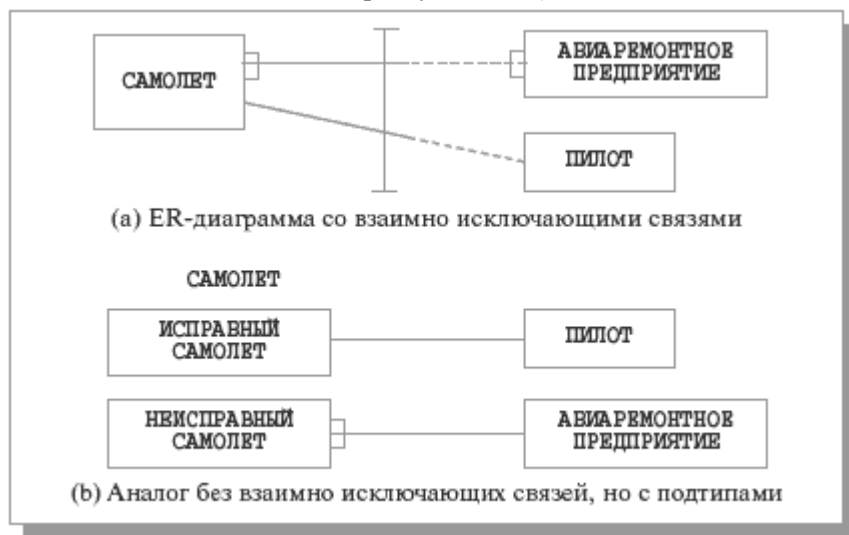 САМОЛЕТ
АВИАРЕМОНТНОЕ
ПРЕДПРИЯТИЕ
ПИЛОТ
(a) ER-диаграмма со взаимно исключающими связями
САМОЛЕТ
ИСПРАВНЫЙ
САМОЛЕТ
ПИЛОТ
НЕИСПРАВНЫЙ
САМОЛЕТ
АВИАРЕМОНТНОЕ
ПРЕДПРИЯТИЕ
(b) Аналог без взаимно исключающих связей, но с подтипами